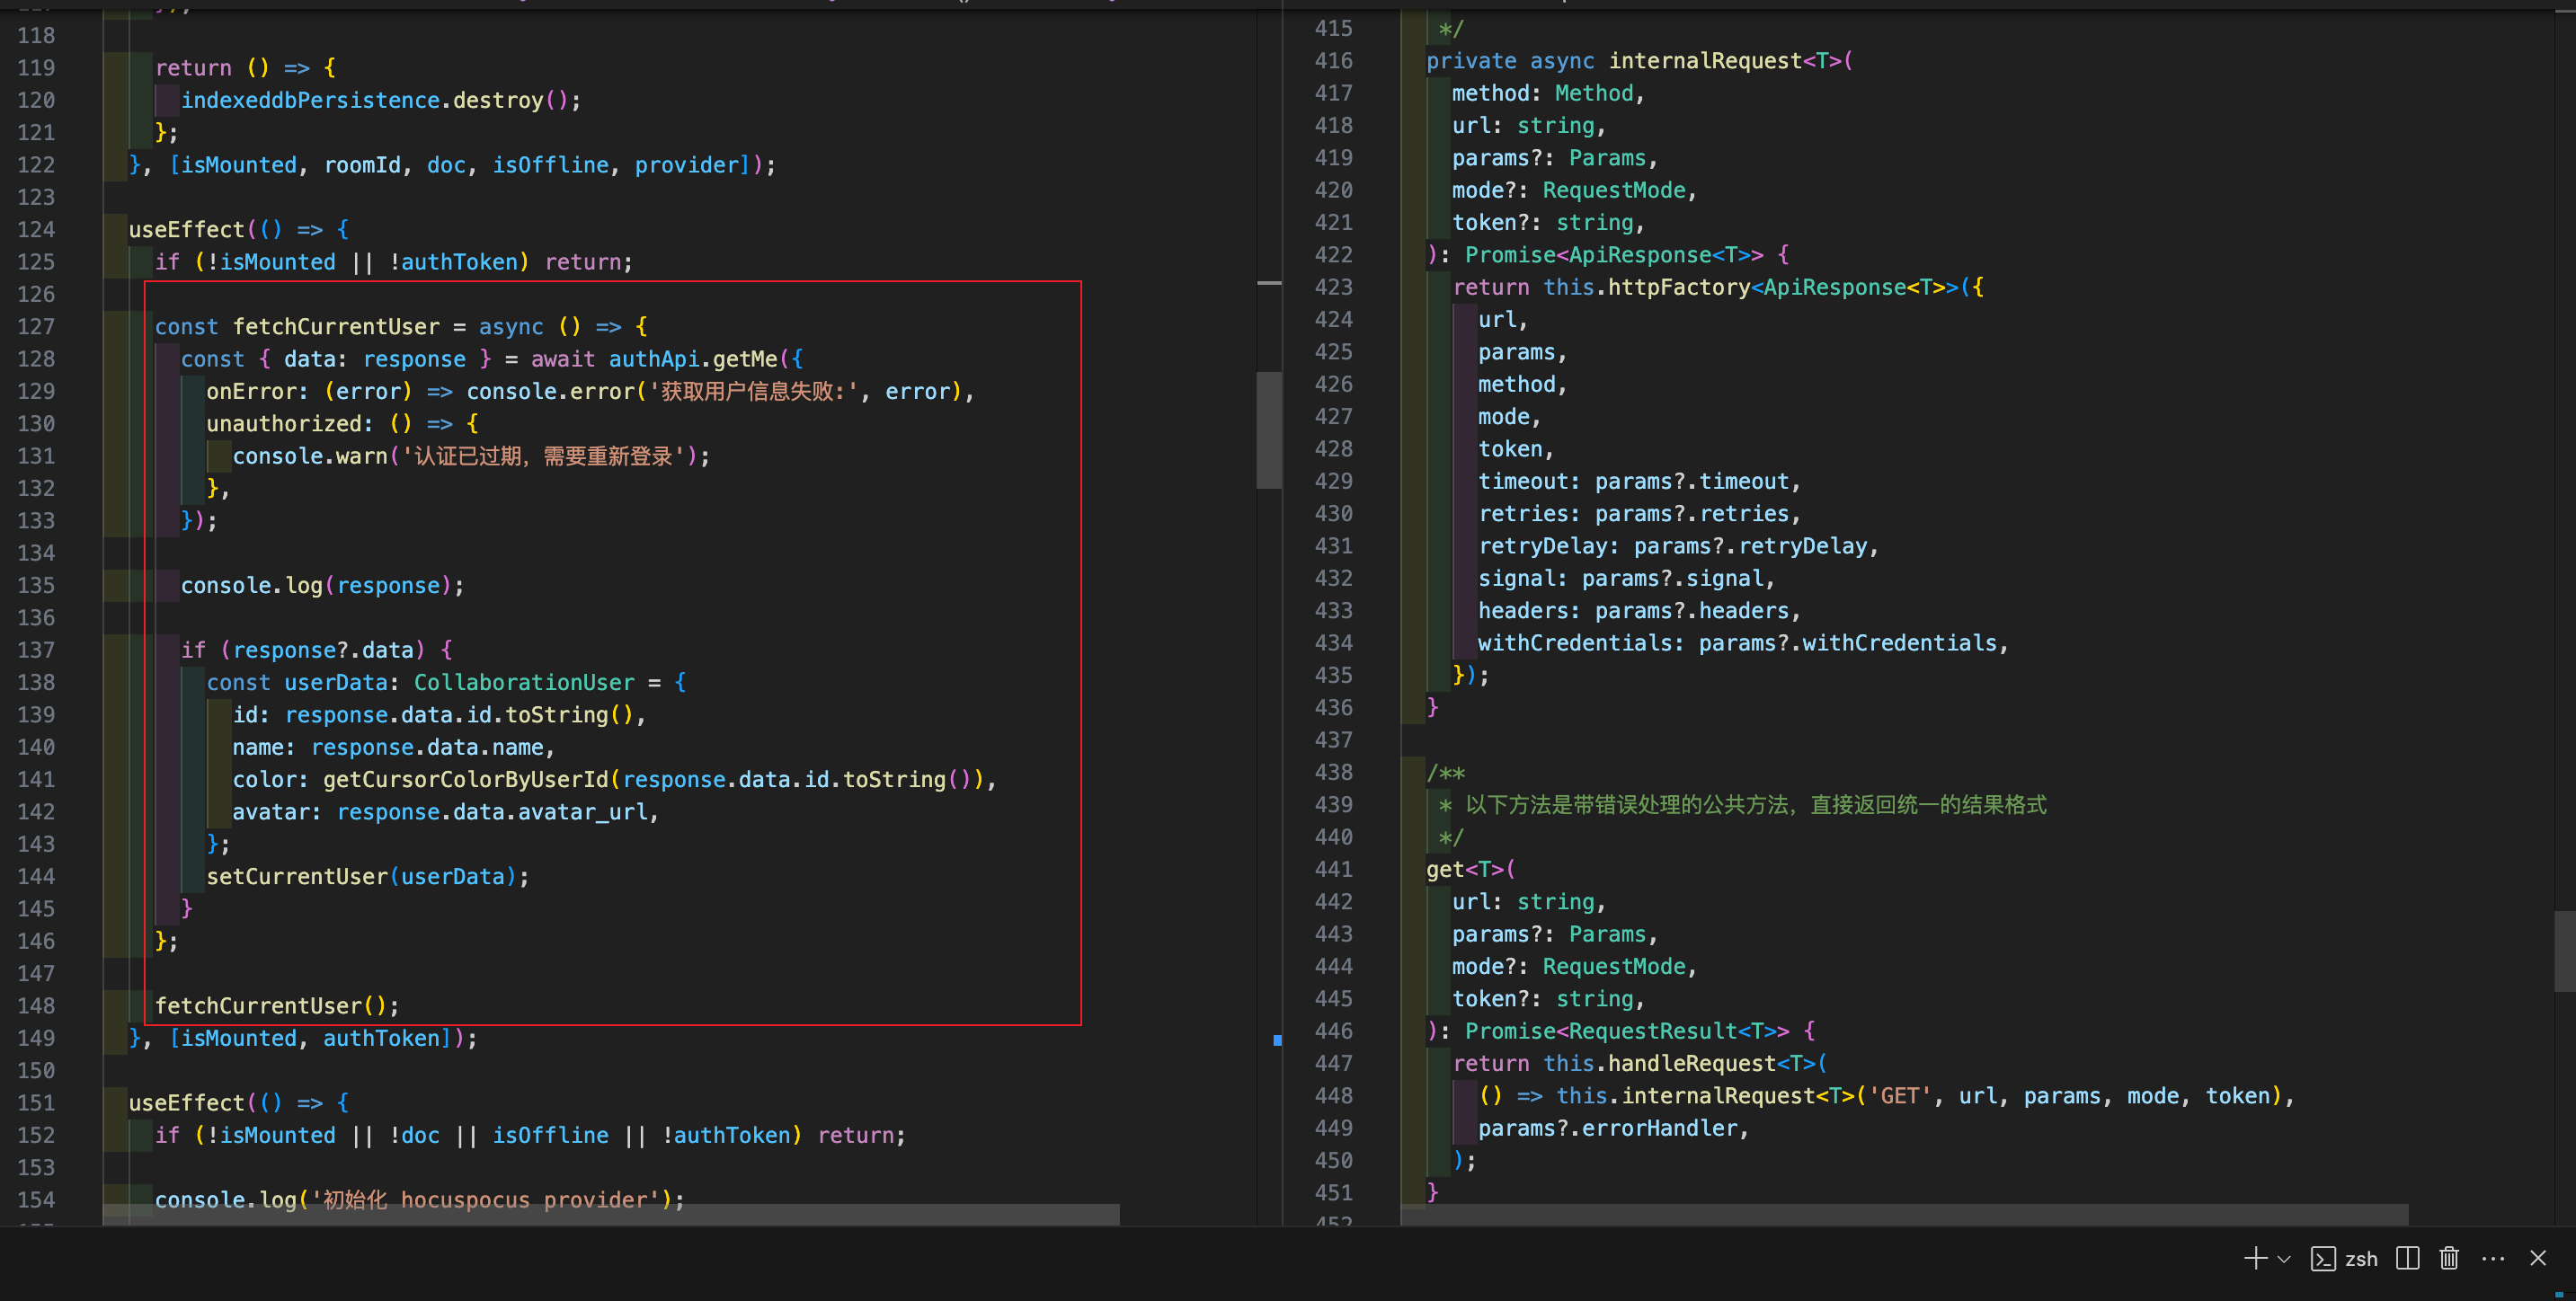 118
119 return () => {
120 indexeddbPersistence.destroy();
121 };
122 }, [isMounted, roomId, doc, isOffline, provider]);
123
124 useEffect(() => {
125 if (!isMounted || !authToken) return;
126
127 const fetchCurrentUser = async () => {
128 const { data: response } = await authApi.getMe({
129 onError: (error) => console.error('获取用户信息失败:', error),
130 unauthorized: () => {
131 console.warn('认证已过期，需要重新登录');
132 },
133 });
134
135 console.log(response);
136
137 if (response?.data) {
138 const userData: CollaborationUser = {
139 id: response.data.id.toString(),
140 name: response.data.name,
141 color: getCursorColorByUserId(response.data.id.toString()),
142 avatar: response.data.avatar_url,
143 };
144 setCurrentUser(userData);
145 }
146 };
147
148 fetchCurrentUser();
149 }, [isMounted, authToken]);
150
151 useEffect(() => {
152 if (!isMounted || !doc || isOffline || !authToken) return;
153
154 console.log('初始化 hocuspocus provider');
415 */
416 private async internalRequest<T>(
417 method: Method,
418 url: string,
419 params?: Params,
420 mode?: RequestMode,
421 token?: string,
422 ): Promise<ApiResponse<T>> {
423 return this.httpFactory<ApiResponse<T>>({
424 url,
425 params,
426 method,
427 mode,
428 token,
429 timeout: params?.timeout,
430 retries: params?.retries,
431 retryDelay: params?.retryDelay,
432 signal: params?.signal,
433 headers: params?.headers,
434 withCredentials: params?.withCredentials,
435 });
436 }
437
438 /**
439 * 以下方法是带错误处理的公共方法，直接返回统一的结果格式
440 */
441 get<T>(
442 url: string,
443 params?: Params,
444 mode?: RequestMode,
445 token?: string,
446 ): Promise<RequestResult<T>> {
447 return this.handleRequest<T>(
448 () => this.internalRequest<T>('GET', url, params, mode, token),
449 params?.errorHandler,
450 );
451 }
452
zsh